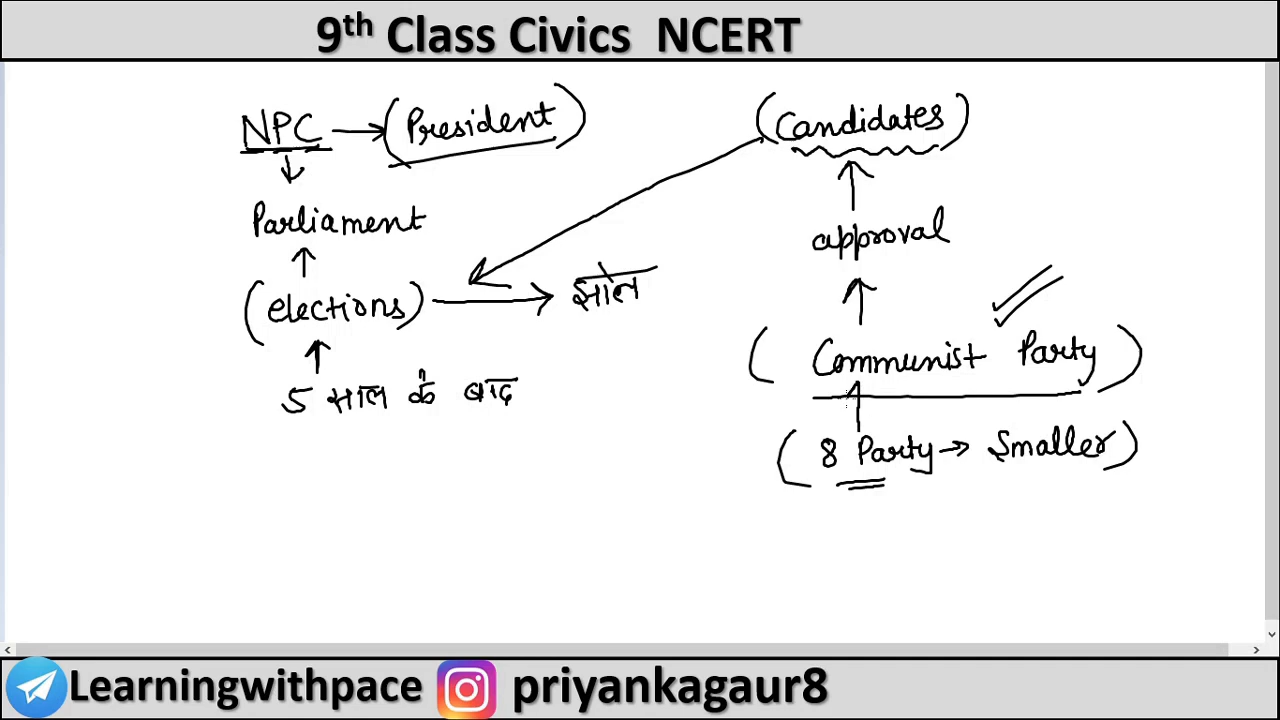 9th Class Civics NCERT
NPC → (President)
↓
Parliament
↑
(elections) → साल
↑
5 साल के बाद
(Candidates)
↑
approval
↑
(Communist Party)
↑
(8 Party → Smaller)
Learningwithpace priyankagaur8